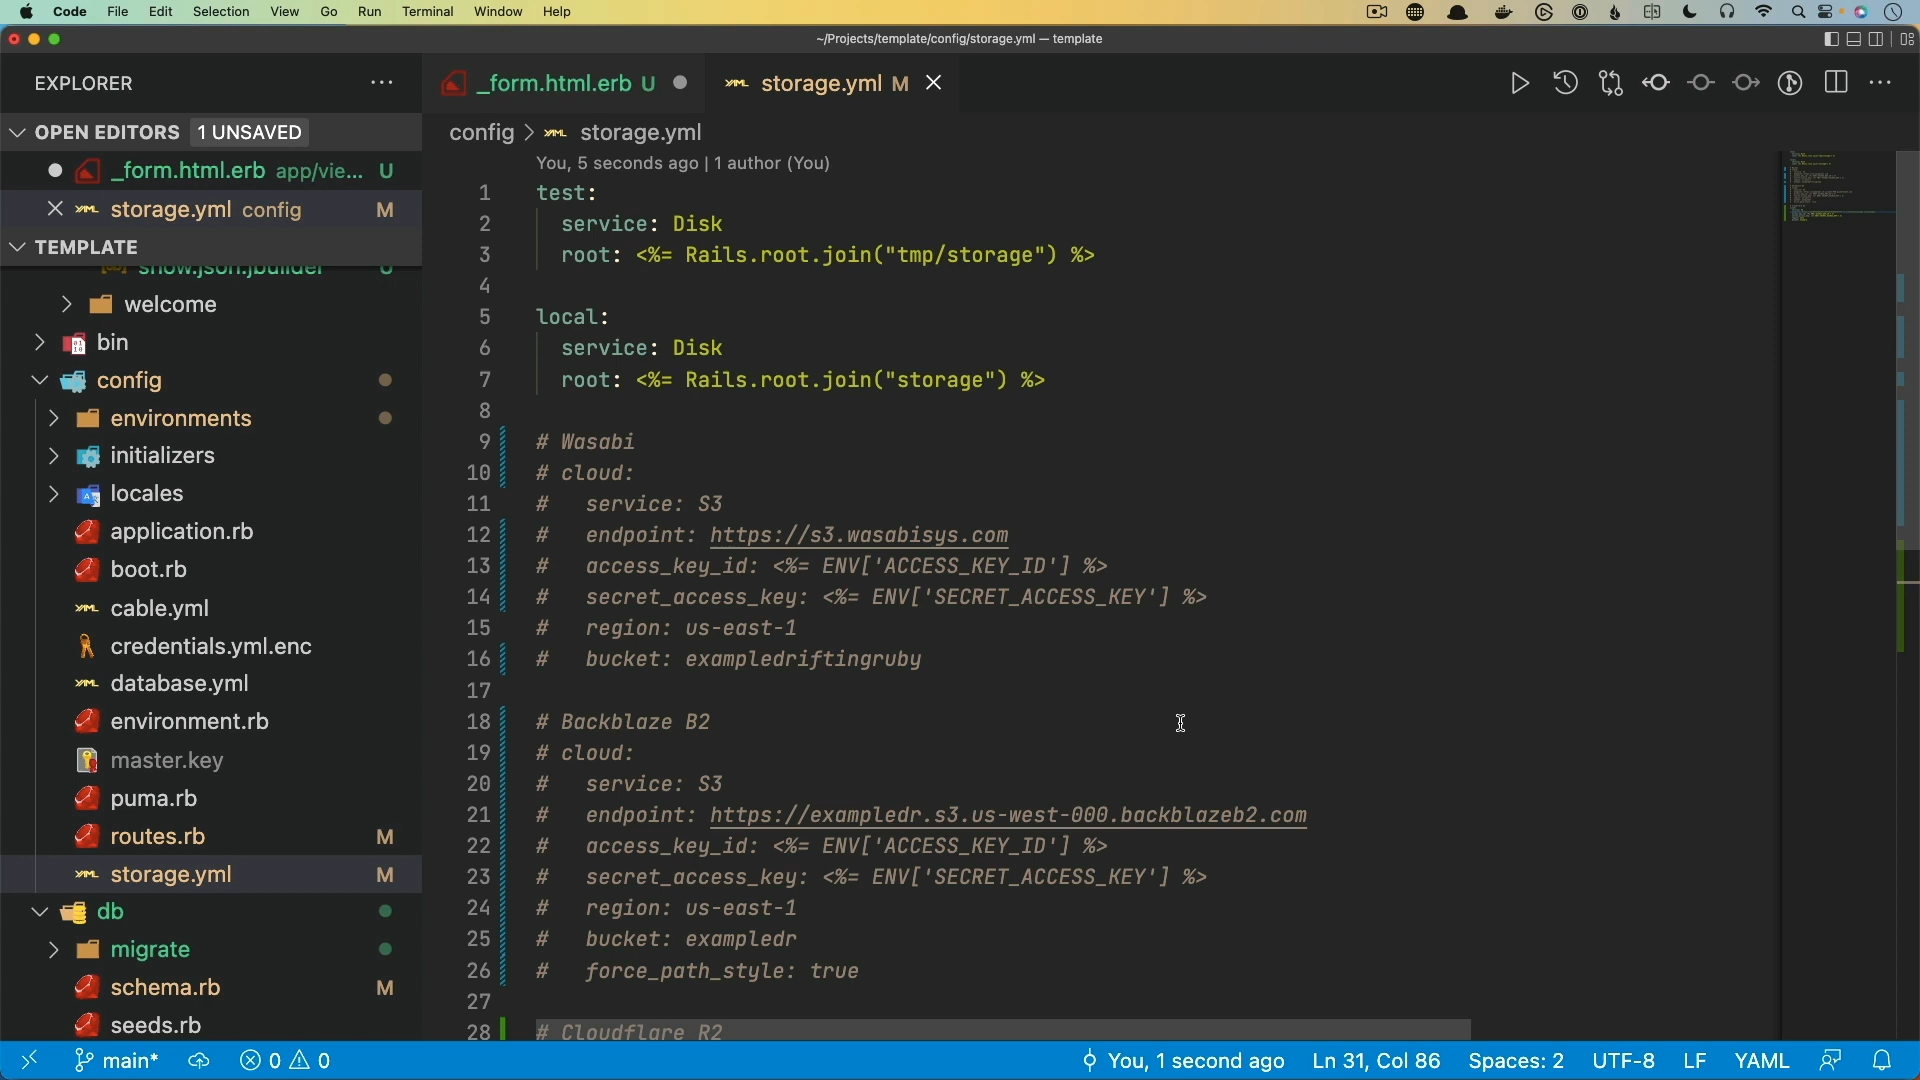 Code File Edit Selection View Go Run Terminal Window Help
~/Projects/template/config/storage.yml — template
EXPLORER
OPEN EDITORS 1 UNSAVED
_form.html.erb app/vie... U
storage.yml config M
TEMPLATE
show.json.jbuilder U
welcome
bin
config
environments
initializers
locales
application.rb
boot.rb
cable.yml
credentials.yml.enc
database.yml
environment.rb
master.key
puma.rb
routes.rb M
storage.yml M
db
migrate
schema.rb M
seeds.rb
_form.html.erb U
storage.yml M
config > storage.yml
You, 5 seconds ago | 1 author (You)
1 test:
2 service: Disk
3 root: <%= Rails.root.join("tmp/storage") %>
4
5 local:
6 service: Disk
7 root: <%= Rails.root.join("storage") %>
8
9 # Wasabi
10 # cloud:
11 # service: S3
12 # endpoint: https://s3.wasabisys.com
13 # access_key_id: <%= ENV['ACCESS_KEY_ID'] %>
14 # secret_access_key: <%= ENV['SECRET_ACCESS_KEY'] %>
15 # region: us-east-1
16 # bucket: exampledriftingruby
17
18 # Backblaze B2
19 # cloud:
20 # service: S3
21 # endpoint: https://exampledr.s3.us-west-000.backblazeb2.com
22 # access_key_id: <%= ENV['ACCESS_KEY_ID'] %>
23 # secret_access_key: <%= ENV['SECRET_ACCESS_KEY'] %>
24 # region: us-east-1
25 # bucket: exampledr
26 # force_path_style: true
27
28 # Cloudflare R2
main* 0 0 You, 1 second ago Ln 31, Col 86 Spaces: 2 UTF-8 LF YAML